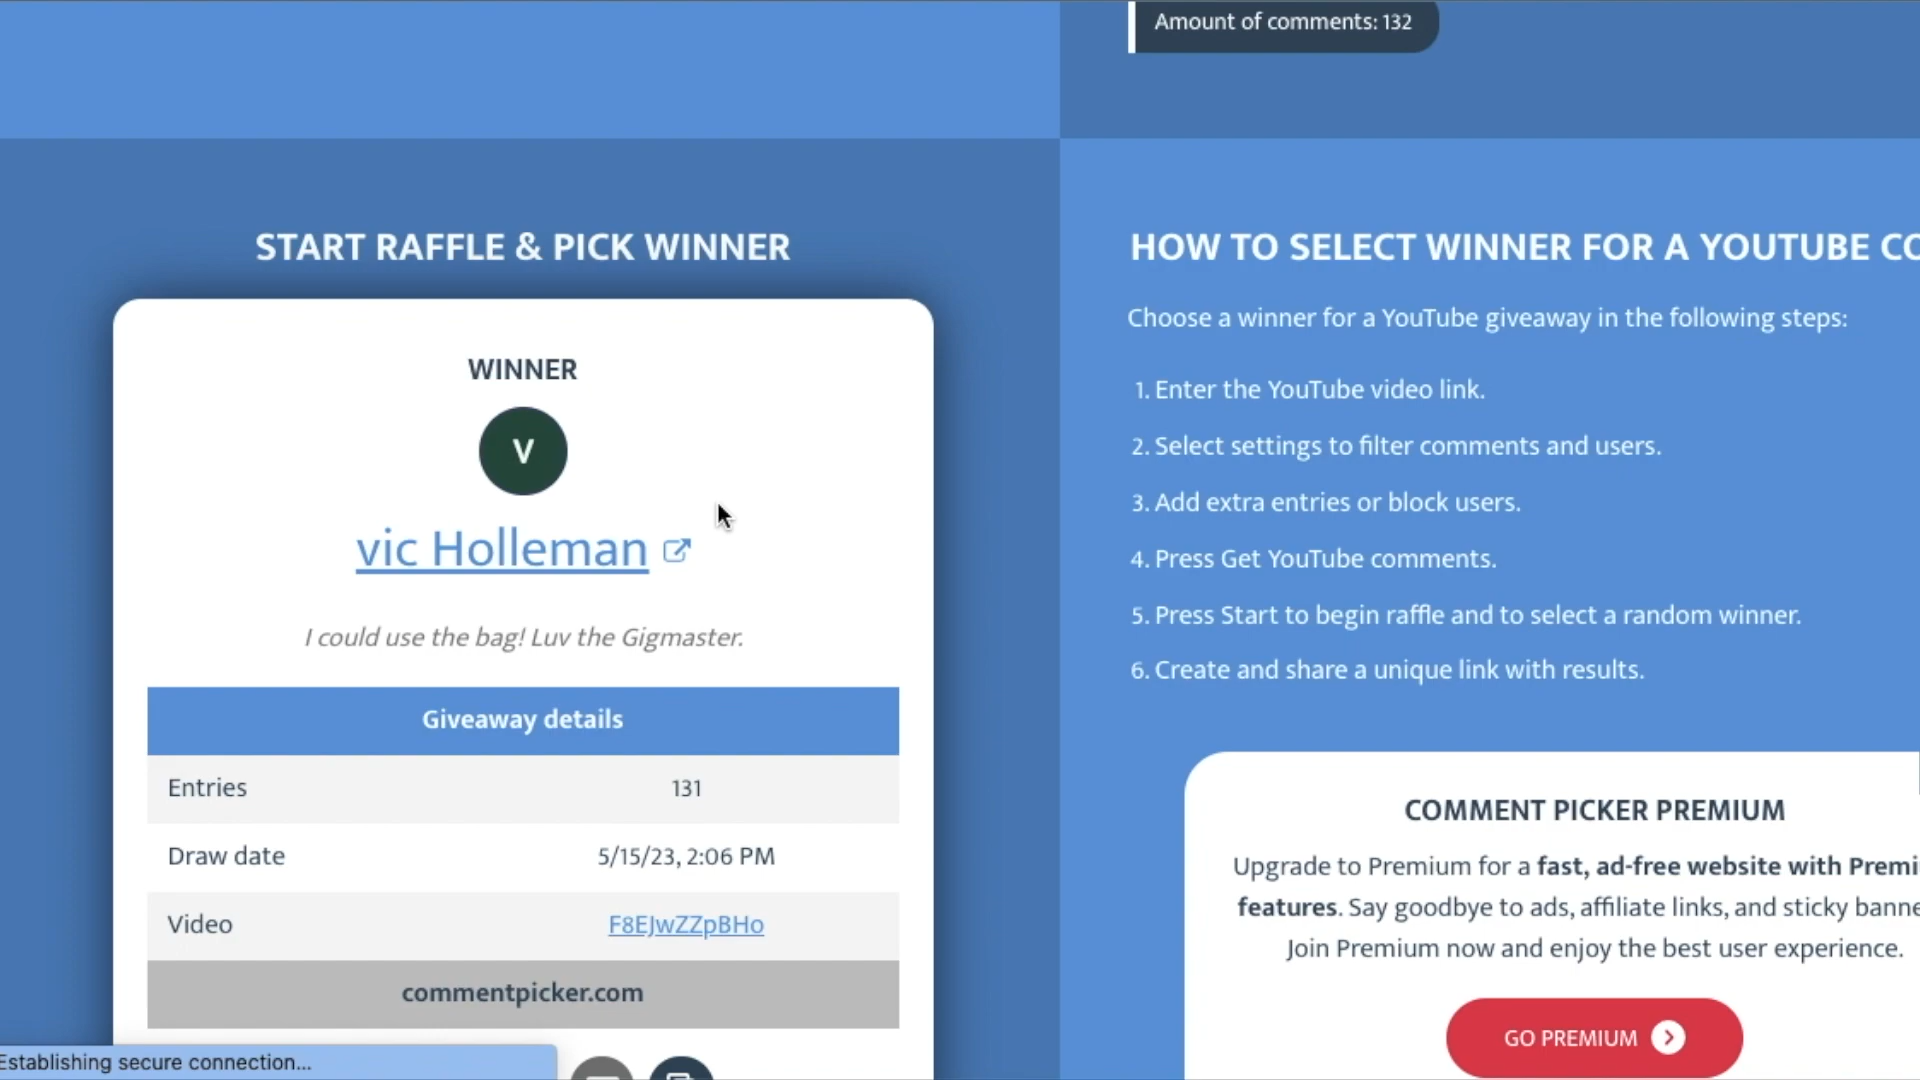 Amount of comments: 132
START RAFFLE & PICK WINNER
WINNER
V
vic Holleman
I could use the bag! Luv the Gigmaster.
Giveaway details
Entries 131
Draw date 5/15/23, 2:06 PM
Video F8EJwZZpBHo
commentpicker.com
Establishing secure connection...
HOW TO SELECT WINNER FOR A YOUTUBE CO
Choose a winner for a YouTube giveaway in the following steps:
1. Enter the YouTube video link.
2. Select settings to filter comments and users.
3. Add extra entries or block users.
4. Press Get YouTube comments.
5. Press Start to begin raffle and to select a random winner.
6. Create and share a unique link with results.
COMMENT PICKER PREMIUM
Upgrade to Premium for a fast, ad-free website with Premi
features. Say goodbye to ads, affiliate links, and sticky banne
Join Premium now and enjoy the best user experience.
GO PREMIUM